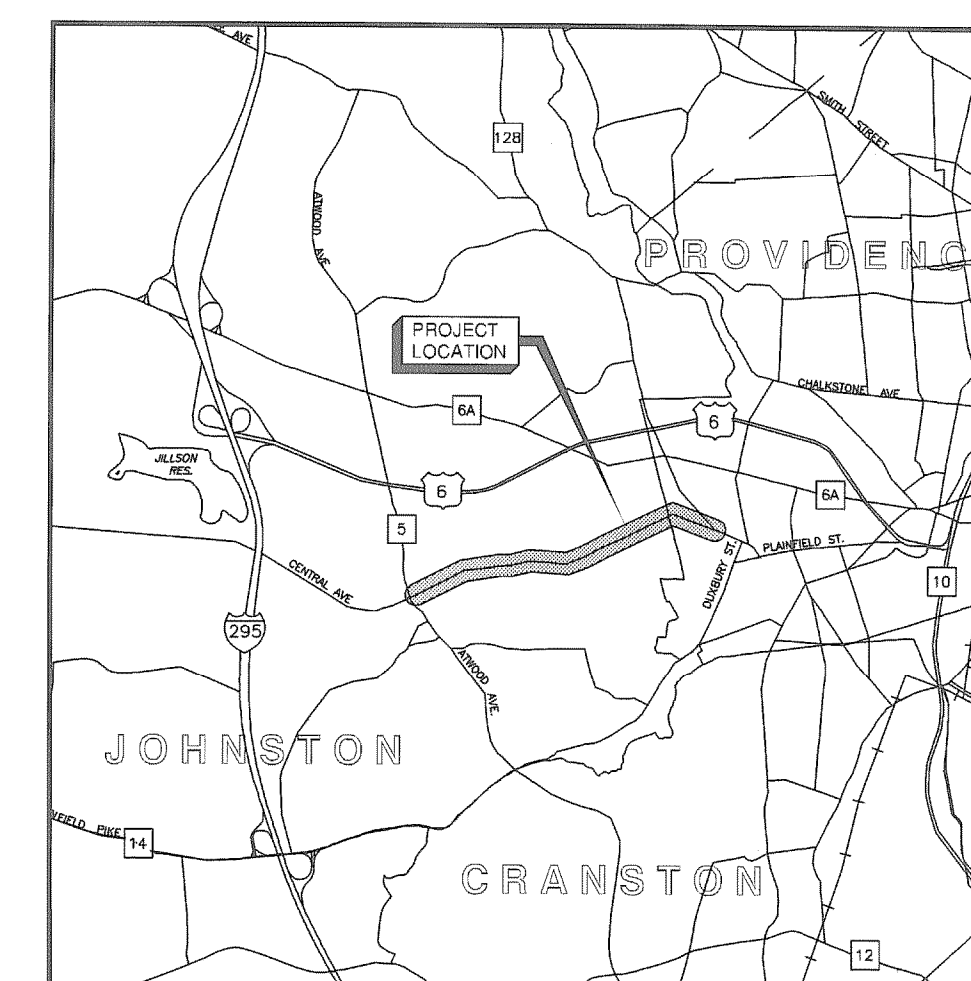 AVE
128
SMITH STREET
ATWOOD AVE.
PROVIDENC
PROJECT
LOCATION
CHALKSTONE AVE
6A
6
JILLSON
RES.
6
6A
5
PLAINFIELD ST.
CENTRAL AVE
DUXBURY ST.
10
295
ATWOOD AVE.
JOHNSTON
NFIELD PIKE
14
CRANSTON
12